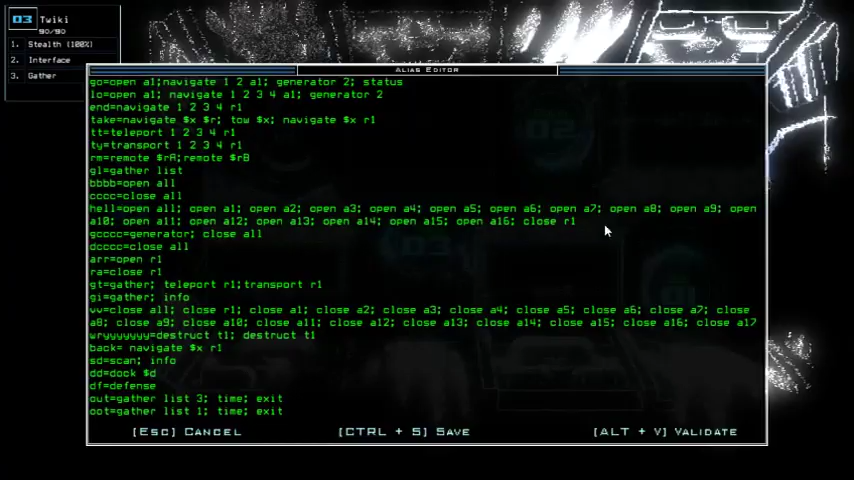 03 Twiki
90/90
1. Stealth (100%)
2. Interface
3. Gather
Alias Editor
go=open a1;navigate 1 2 a1; generator 2; status
lo=open a1; navigate 1 2 3 4 a1; generator 2
end=navigate 1 2 3 4 r1
take=navigate $x $r; tow $x; navigate $x r1
tt=teleport 1 2 3 4 r1
ty=transport 1 2 3 4 r1
rm=remote $rA;remote $rB
gl=gather list
bbbb=open all
cccc=close all
hell=open all; open a1; open a2; open a3; open a4; open a5; open a6; open a7; open a8; open a9; open
a10; open a11; open a12; open a13; open a14; open a15; open a16; close r1
gcccc=generator; close all
dcccc=close all
arr=open r1
ra=close r1
gt=gather; teleport r1;transport r1
gi=gather; info
vv=close all; close r1; close a1; close a2; close a3; close a4; close a5; close a6; close a7; close
a8; close a9; close a10; close a11; close a12; close a13; close a14; close a15; close a16; close a17
wryyyyyy=destruct t1; destruct t1
back= navigate $x r1
sd=scan; info
dd=dock $d
df=defense
out=gather list 3; time; exit
oot=gather list 1; time; exit
[Esc] Cancel [CTRL + S] Save [ALT + V] Validate